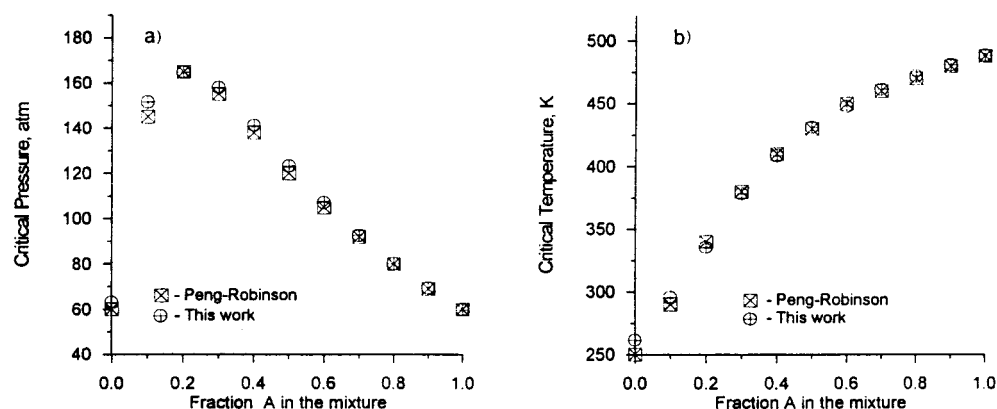 a)
180
160
140
120
100
80
60
40
Critical Pressure, atm
- Peng-Robinson
- This work
0.0 0.2 0.4 0.6 0.8 1.0
Fraction A in the mixture
b)
500
450
400
350
300
250
Critical Temperature, K
- Peng-Robinson
- This work
0.0 0.2 0.4 0.6 0.8 1.0
Fraction A in the mixture